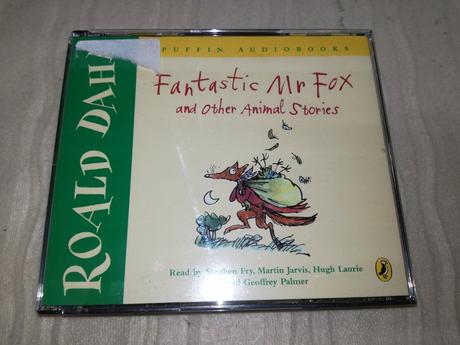 PUFFIN AUDIOBOOKS
ROALD DAHL
Fantastic Mr Fox
and Other Animal Stories
Read by Stephen Fry, Martin Jarvis, Hugh Laurie
and Geoffrey Palmer